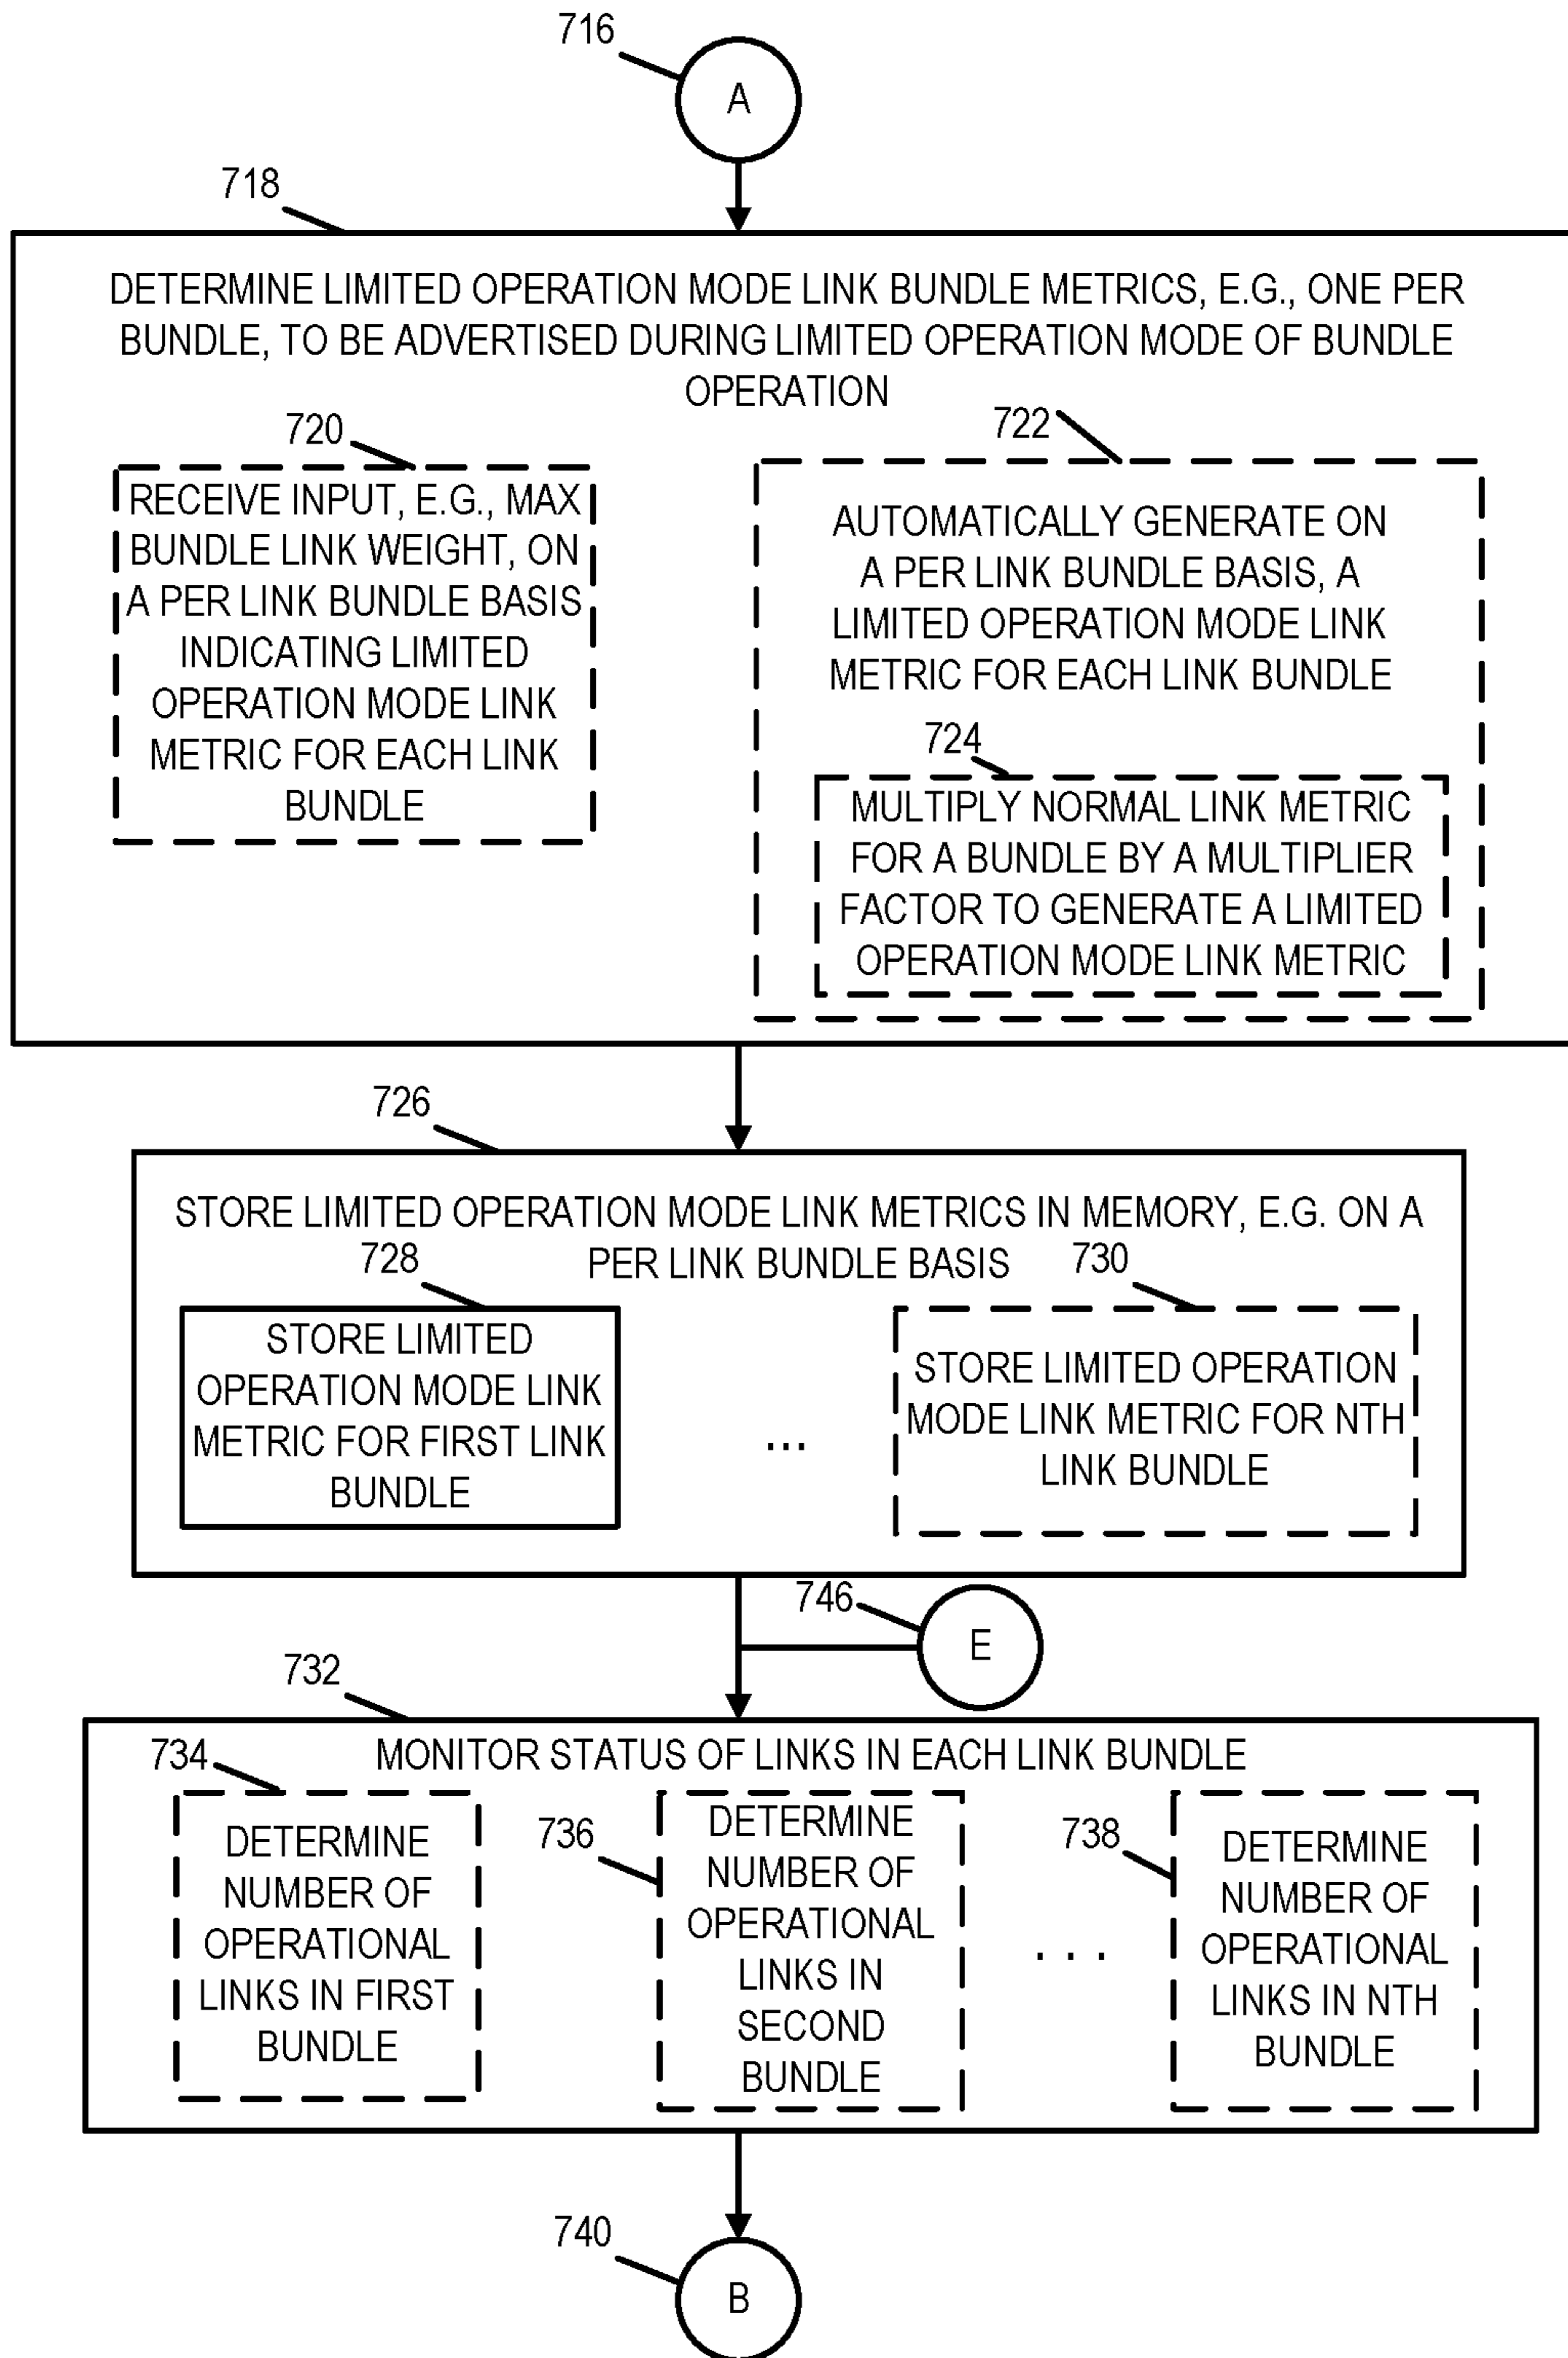 716
A
718
DETERMINE LIMITED OPERATION MODE LINK BUNDLE METRICS, E.G., ONE PER
BUNDLE, TO BE ADVERTISED DURING LIMITED OPERATION MODE OF BUNDLE
OPERATION
720
RECEIVE INPUT, E.G., MAX
BUNDLE LINK WEIGHT, ON
A PER LINK BUNDLE BASIS
INDICATING LIMITED
OPERATION MODE LINK
METRIC FOR EACH LINK
BUNDLE
722
AUTOMATICALLY GENERATE ON
A PER LINK BUNDLE BASIS, A
LIMITED OPERATION MODE LINK
METRIC FOR EACH LINK BUNDLE
724
MULTIPLY NORMAL LINK METRIC
FOR A BUNDLE BY A MULTIPLIER
FACTOR TO GENERATE A LIMITED
OPERATION MODE LINK METRIC
726
STORE LIMITED OPERATION MODE LINK METRICS IN MEMORY, E.G. ON A
PER LINK BUNDLE BASIS
728
STORE LIMITED
OPERATION MODE LINK
METRIC FOR FIRST LINK
BUNDLE
...
730
STORE LIMITED OPERATION
MODE LINK METRIC FOR NTH
LINK BUNDLE
746
E
732
MONITOR STATUS OF LINKS IN EACH LINK BUNDLE
734
DETERMINE
NUMBER OF
OPERATIONAL
LINKS IN FIRST
BUNDLE
736
DETERMINE
NUMBER OF
OPERATIONAL
LINKS IN
SECOND
BUNDLE
. . .
738
DETERMINE
NUMBER OF
OPERATIONAL
LINKS IN NTH
BUNDLE
740
B